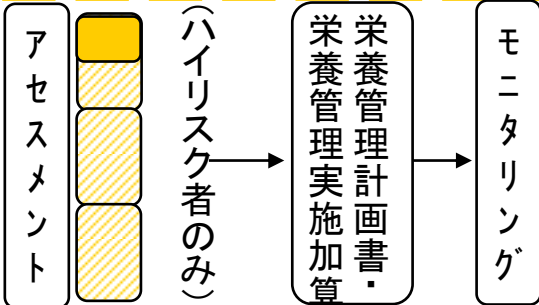 アセスメント
（ハイリスク者のみ）
栄養管理計画書・
栄養管理実施加算
モニタリング